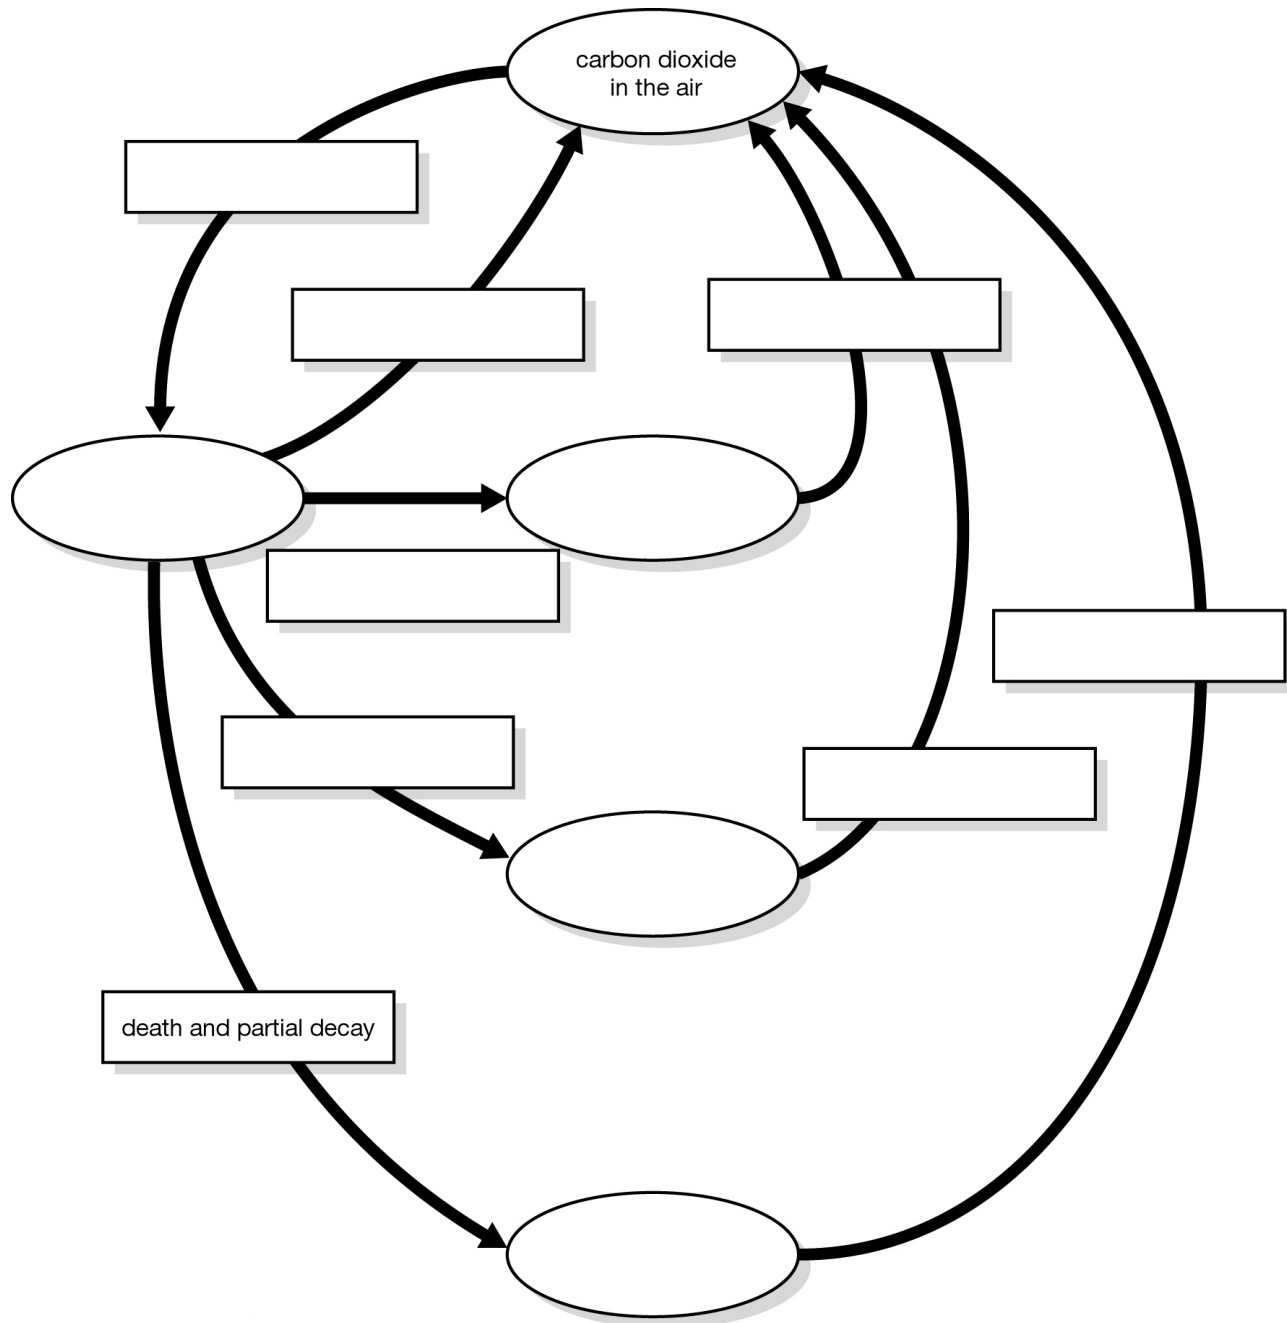 carbon dioxide
in the air
death and partial decay